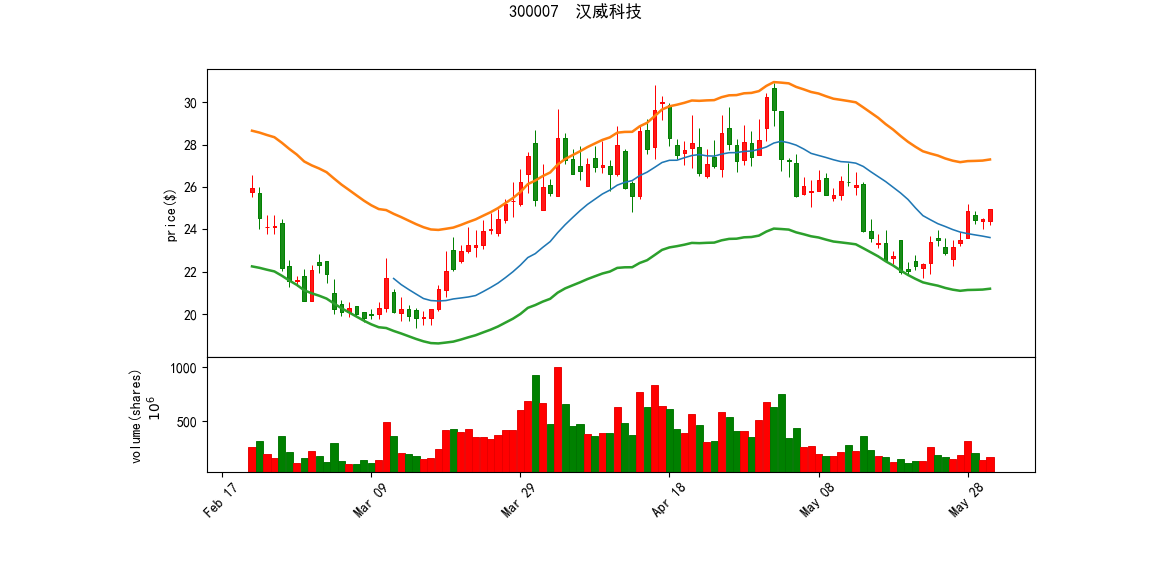 300007 汉威科技
price($)
30
28
26
24
22
20
volume(shares)
10^6
1000
500
Feb 17
Mar 09
Mar 29
Apr 18
May 08
May 28